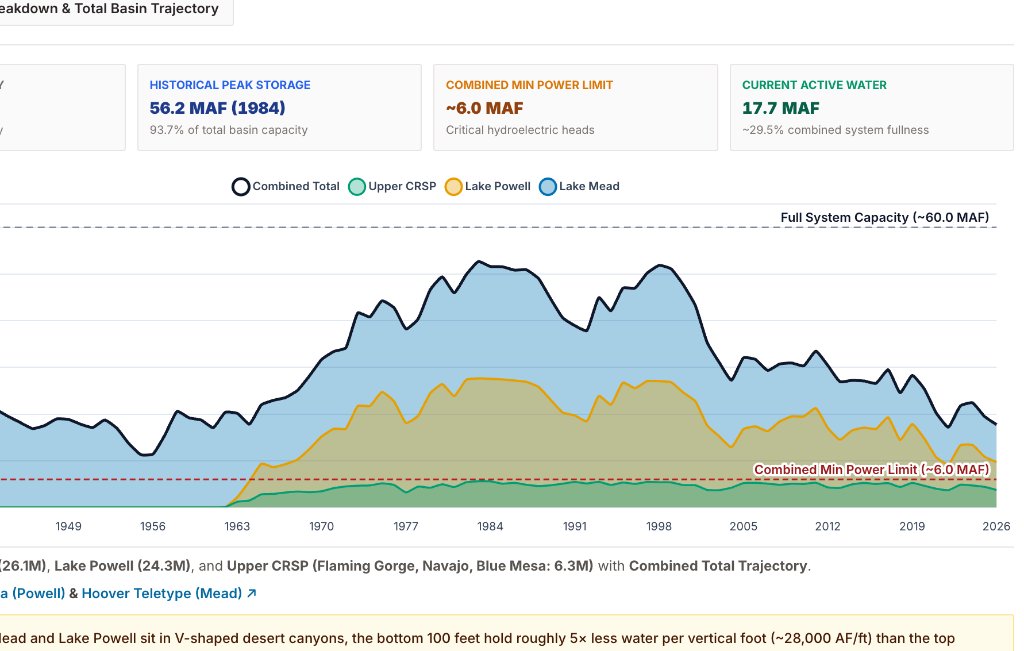 eakdown & Total Basin Trajectory
HISTORICAL PEAK STORAGE
56.2 MAF (1984)
93.7% of total basin capacity
COMBINED MIN POWER LIMIT
~6.0 MAF
Critical hydroelectric heads
CURRENT ACTIVE WATER
17.7 MAF
~29.5% combined system fullness
Combined Total Upper CRSP Lake Powell Lake Mead
Full System Capacity (~60.0 MAF)
Combined Min Power Limit (~6.0 MAF)
1949 1956 1963 1970 1977 1984 1991 1998 2005 2012 2019 2026
(26.1M), Lake Powell (24.3M), and Upper CRSP (Flaming Gorge, Navajo, Blue Mesa: 6.3M) with Combined Total Trajectory.
a (Powell) & Hoover Teletype (Mead) ↗
ead and Lake Powell sit in V-shaped desert canyons, the bottom 100 feet hold roughly 5× less water per vertical foot (~28,000 AF/ft) than the top